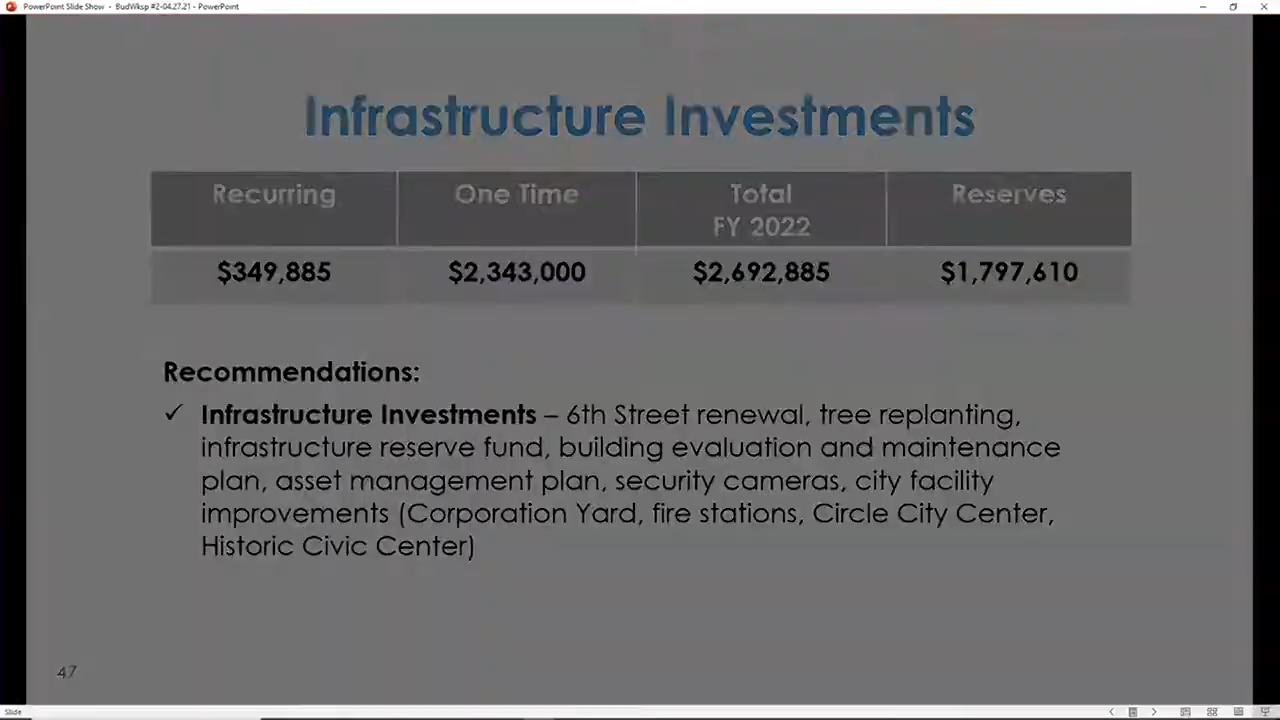 PowerPoint Slide Show - BudWksp #2-04.27.21 - PowerPoint
Infrastructure Investments
Recurring One Time Total FY 2022 Reserves
$349,885 $2,343,000 $2,692,885 $1,797,610
Recommendations:
✓ Infrastructure Investments – 6th Street renewal, tree replanting,
infrastructure reserve fund, building evaluation and maintenance
plan, asset management plan, security cameras, city facility
improvements (Corporation Yard, fire stations, Circle City Center,
Historic Civic Center)
47
Slide